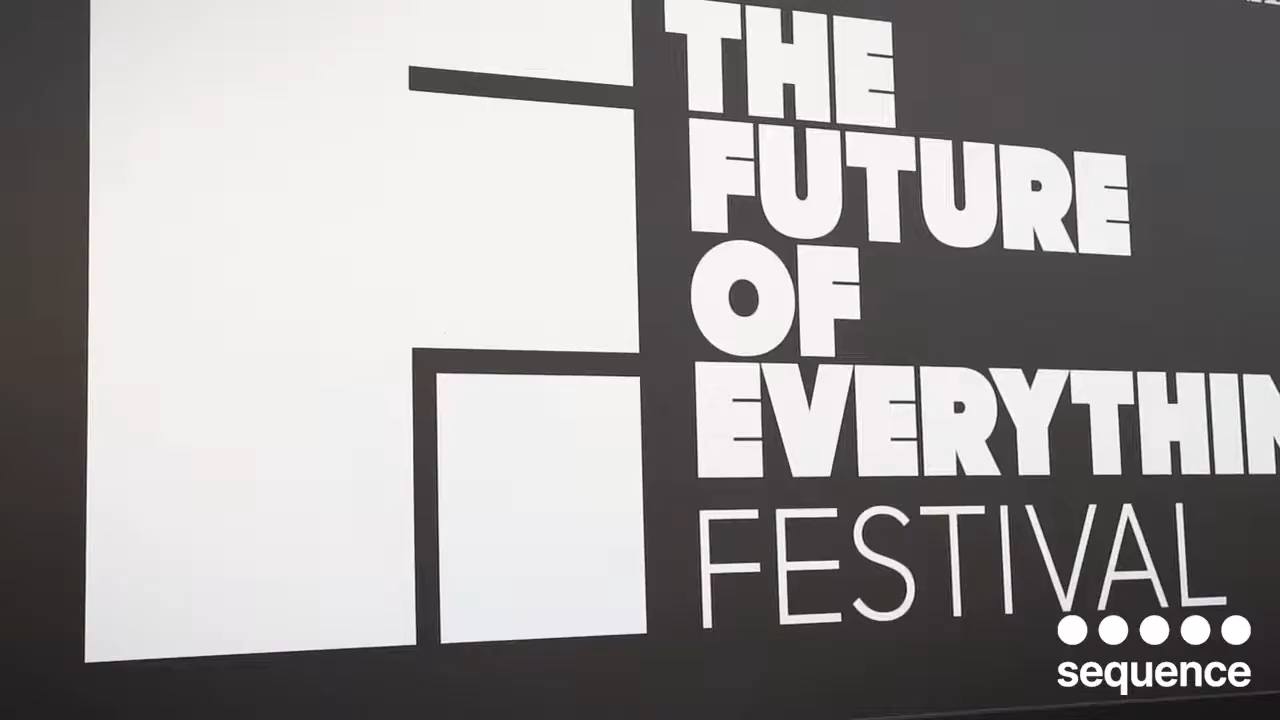 THE
FUTURE
OF
EVERYTHIN
FESTIVAL
sequence